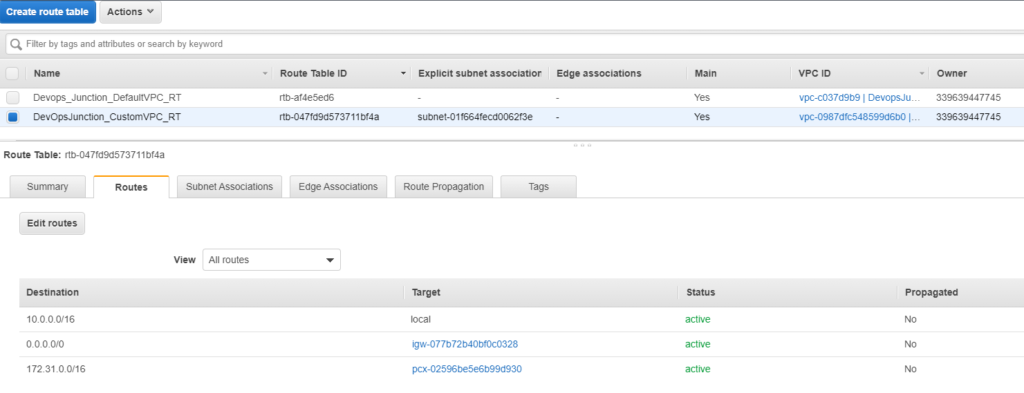 Create route table Actions
Filter by tags and attributes or search by keyword
Name Route Table ID Explicit subnet association Edge associations Main VPC ID Owner
Devops_Junction_DefaultVPC_RT rtb-af4e5ed6 - - Yes vpc-c037d9b9 | DevopsJu... 339639447745
DevOpsJunction_CustomVPC_RT rtb-047fd9d573711bf4a subnet-01f664fecd0062f3e - Yes vpc-0987dfc548599d6b0 |... 339639447745
Route Table: rtb-047fd9d573711bf4a
Summary Routes Subnet Associations Edge Associations Route Propagation Tags
Edit routes
View All routes
Destination Target Status Propagated
10.0.0.0/16 local active No
0.0.0.0/0 igw-077b72b40bf0c0328 active No
172.31.0.0/16 pcx-02596be5e6b99d930 active No